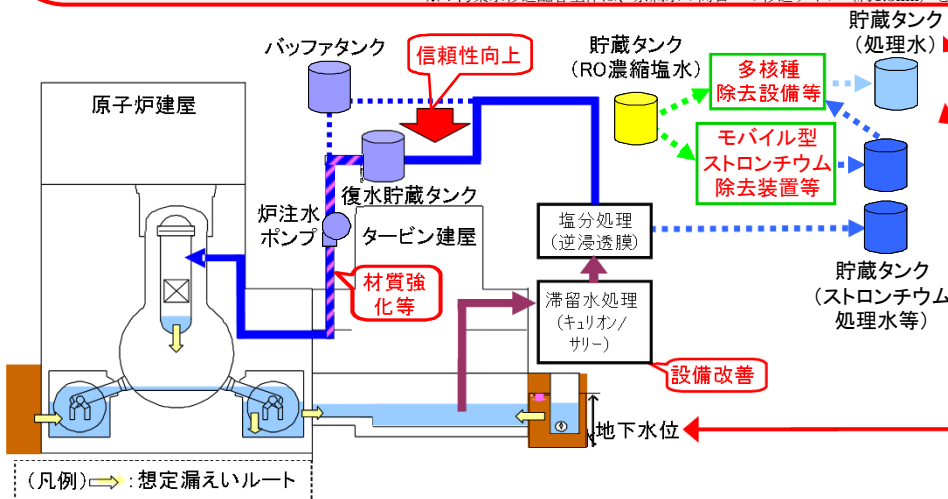 バッファタンク
信頼性向上
貯蔵タンク
(RO濃縮塩水)
多核種
除去設備等
貯蔵タンク
(処理水)
原子炉建屋
モバイル型
ストロンチウム
除去装置等
復水貯蔵タンク
炉注水
ポンプ
タービン建屋
塩分処理
(逆浸透膜)
材質強
化等
滞留水処理
(キュリオン/
サリー)
貯蔵タンク
(ストロンチウム
処理水等)
設備改善
地下水位
(凡例)⇨:想定漏えいルート